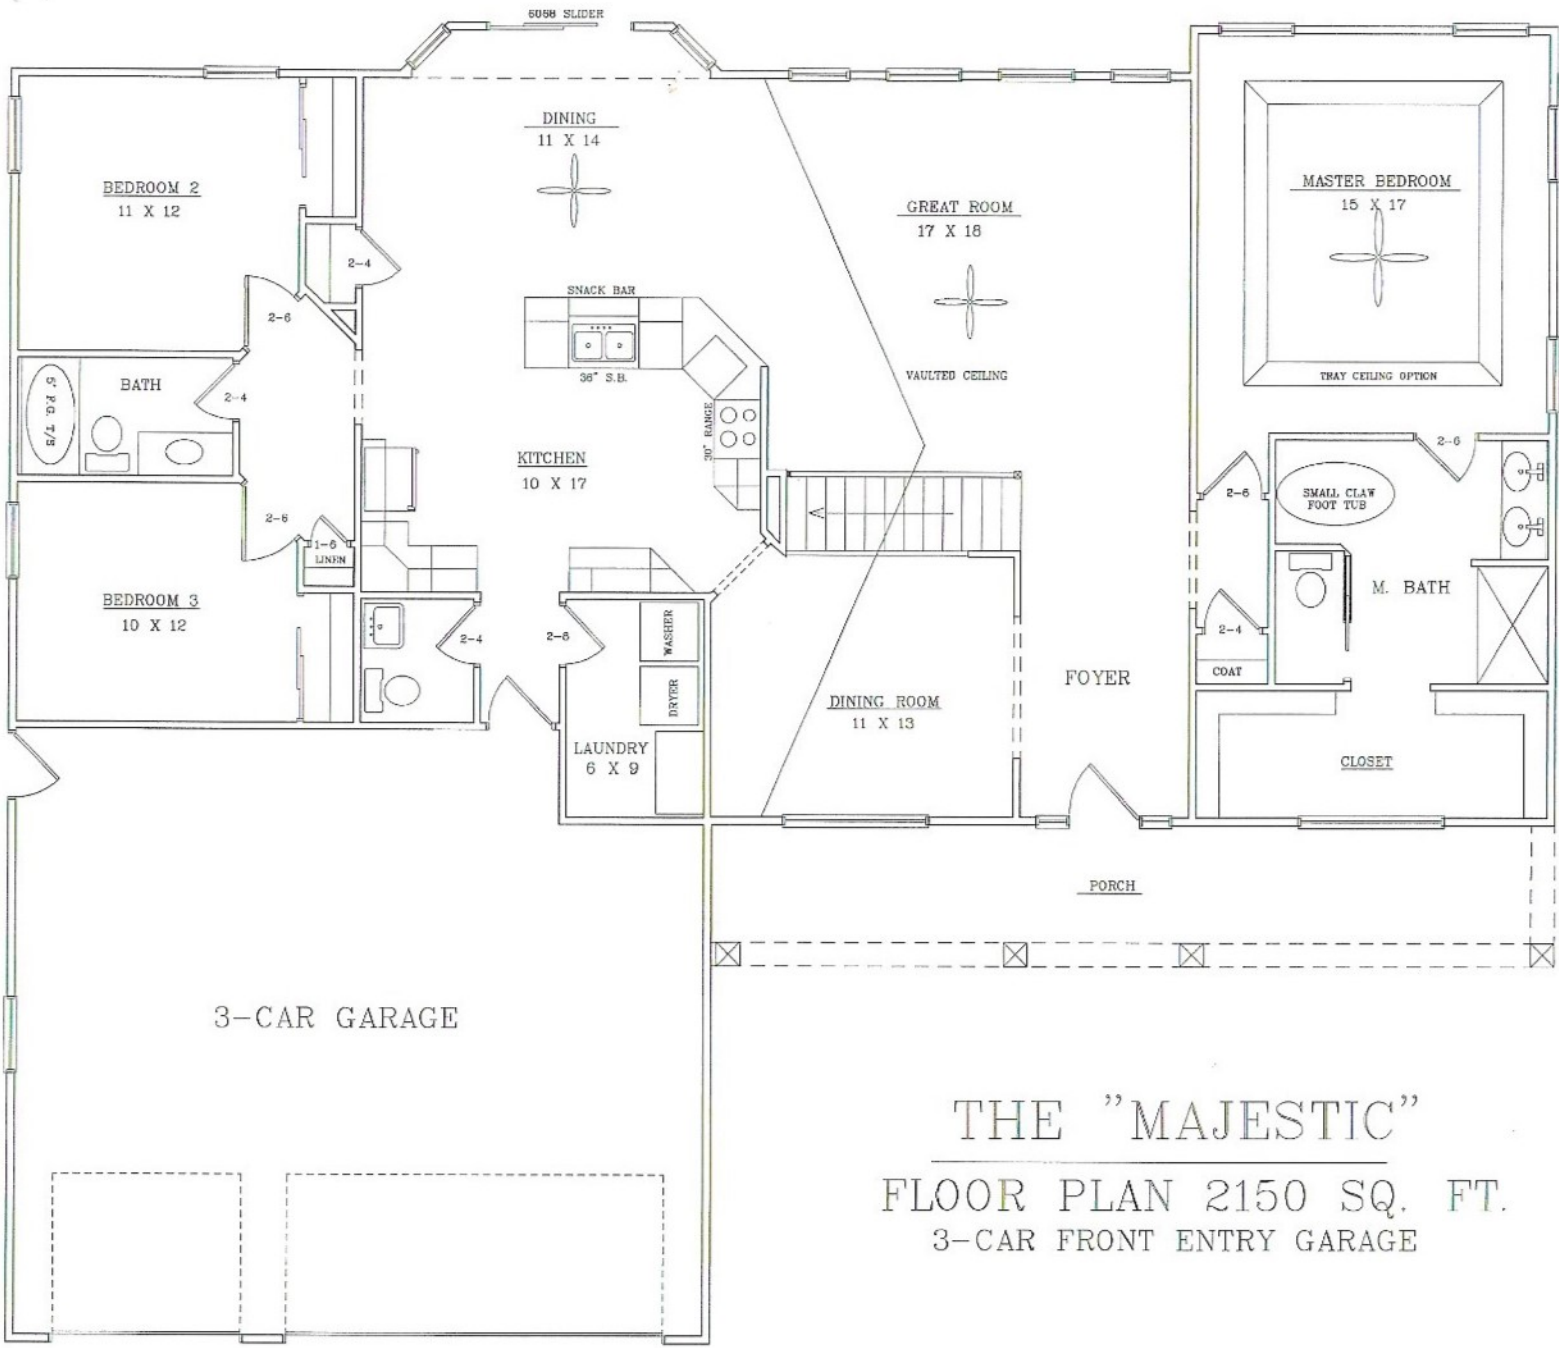 6068 SLIDER
DINING
11 X 14
BEDROOM 2
11 X 12
MASTER BEDROOM
15 X 17
GREAT ROOM
17 X 18
2-4
SNACK BAR
2-6
36" S.B.
VAULTED CEILING
TRAY CEILING OPTION
BATH
5' F.G. T/S
2-4
30" RANGE
KITCHEN
10 X 17
2-6
2-6
SMALL CLAW
FOOT TUB
2-6
1-6
LINEN
BEDROOM 3
10 X 12
M. BATH
2-4
2-6
WASHER
2-4
COAT
FOYER
DRYER
DINING ROOM
11 X 13
LAUNDRY
6 X 9
CLOSET
PORCH
3-CAR GARAGE
THE "MAJESTIC"
FLOOR PLAN 2150 SQ. FT.
3-CAR FRONT ENTRY GARAGE